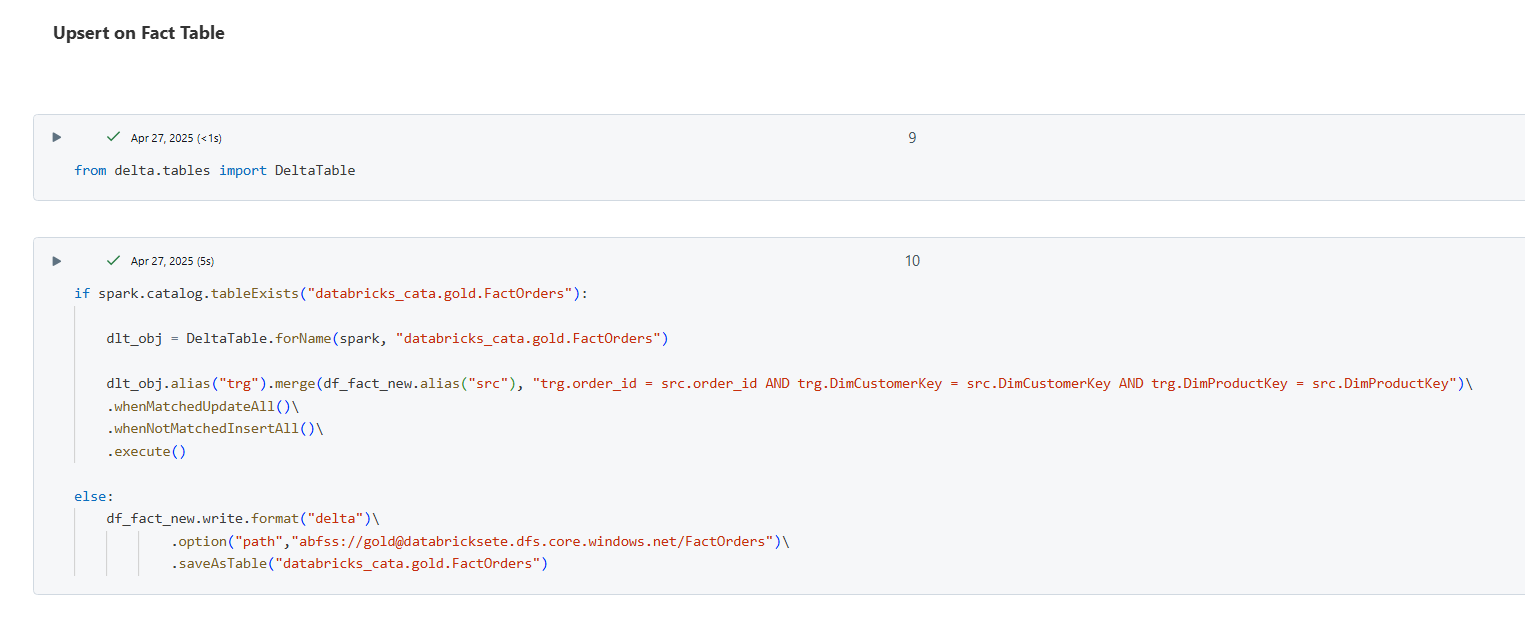 Upsert on Fact Table
Apr 27, 2025 (<1s)
9
from delta.tables import DeltaTable
Apr 27, 2025 (5s)
10
if spark.catalog.tableExists("databricks_cata.gold.FactOrders"):
dlt_obj = DeltaTable.forName(spark, "databricks_cata.gold.FactOrders")
dlt_obj.alias("trg").merge(df_fact_new.alias("src"), "trg.order_id = src.order_id AND trg.DimCustomerKey = src.DimCustomerKey AND trg.DimProductKey = src.DimProductKey")\
.whenMatchedUpdateAll()\
.whenNotMatchedInsertAll()\
.execute()
else:
df_fact_new.write.format("delta")\
.option("path","abfss://gold@databricksete.dfs.core.windows.net/FactOrders")\
.saveAsTable("databricks_cata.gold.FactOrders")